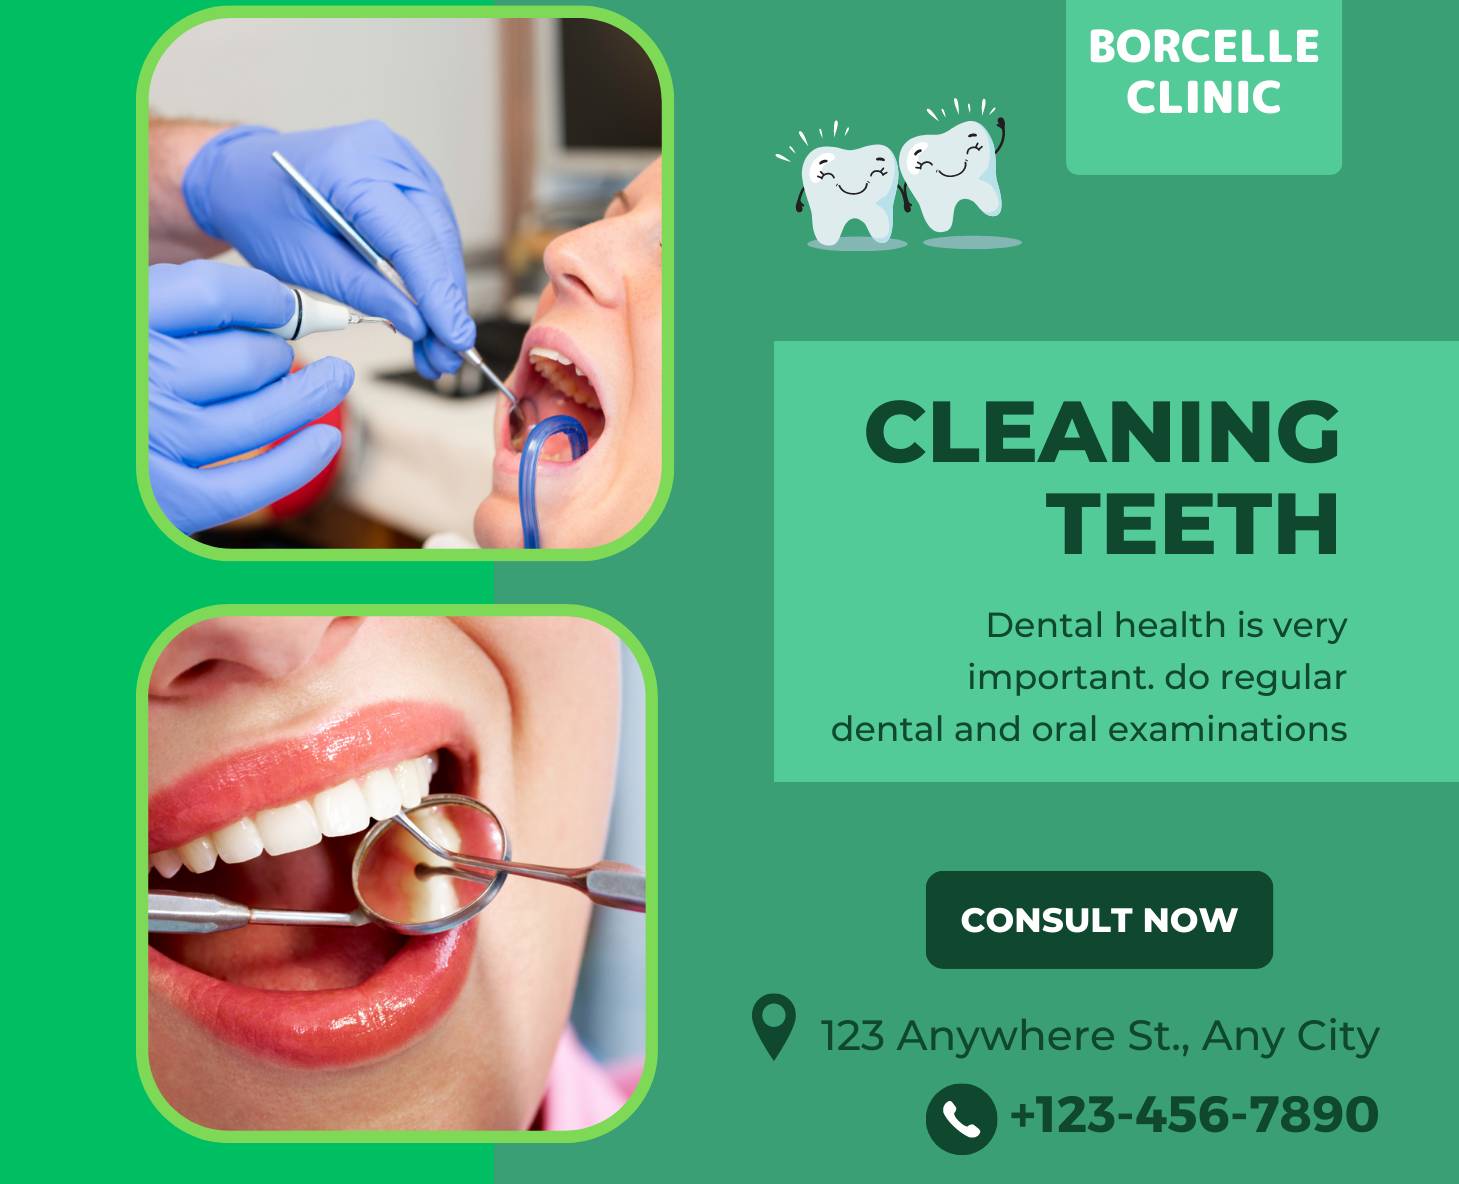 BORCELLE
CLINIC
CLEANING
TEETH
Dental health is very
important. do regular
dental and oral examinations
CONSULT NOW
123 Anywhere St., Any City
+123-456-7890